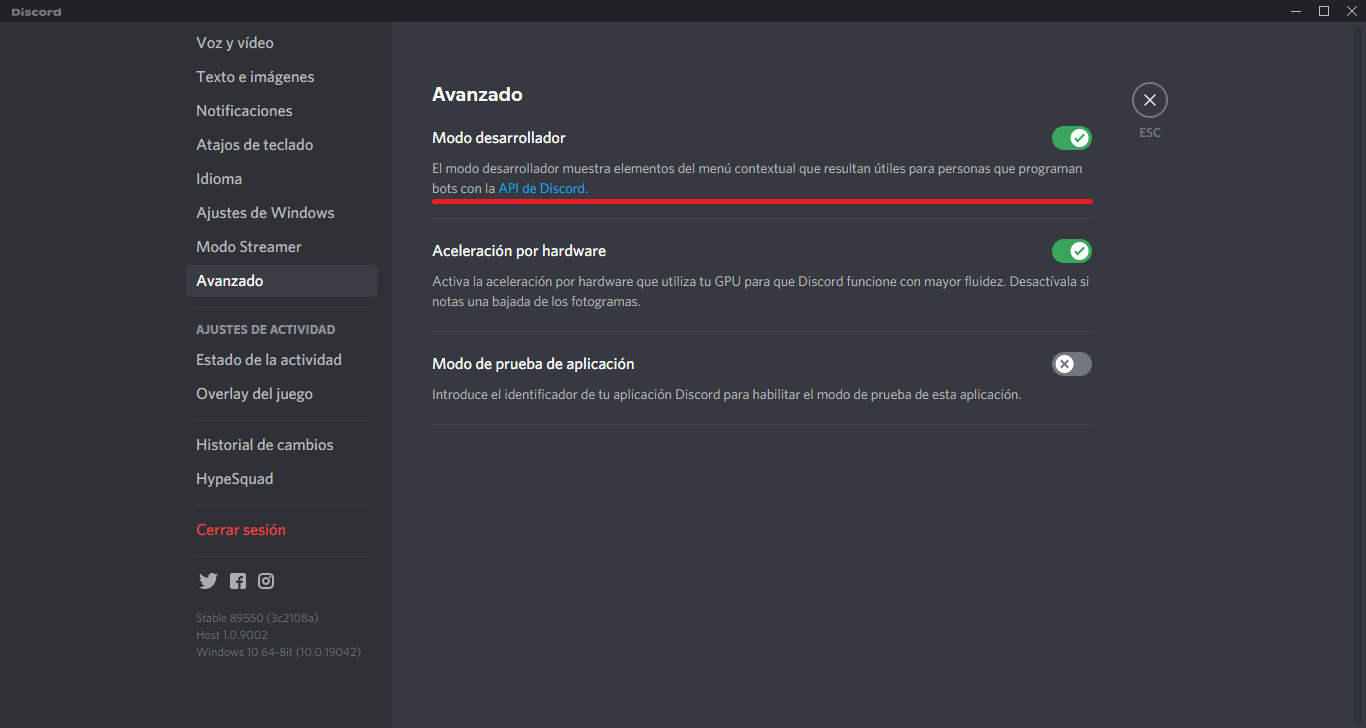 Discord
Voz y vídeo
Texto e imágenes
Notificaciones
Atajos de teclado
Idioma
Ajustes de Windows
Modo Streamer
Avanzado
AJUSTES DE ACTIVIDAD
Estado de la actividad
Overlay del juego
Historial de cambios
HypeSquad
Cerrar sesión
Stable 89550 (3c2108a)
Host 1.0.9002
Windows 10 64-Bit (10.0.19042)
Avanzado
Modo desarrollador
El modo desarrollador muestra elementos del menú contextual que resultan útiles para personas que programan
bots con la API de Discord.
Aceleración por hardware
Activa la aceleración por hardware que utiliza tu GPU para que Discord funcione con mayor fluidez. Desactívala si
notas una bajada de los fotogramas.
Modo de prueba de aplicación
Introduce el identificador de tu aplicación Discord para habilitar el modo de prueba de esta aplicación.
ESC